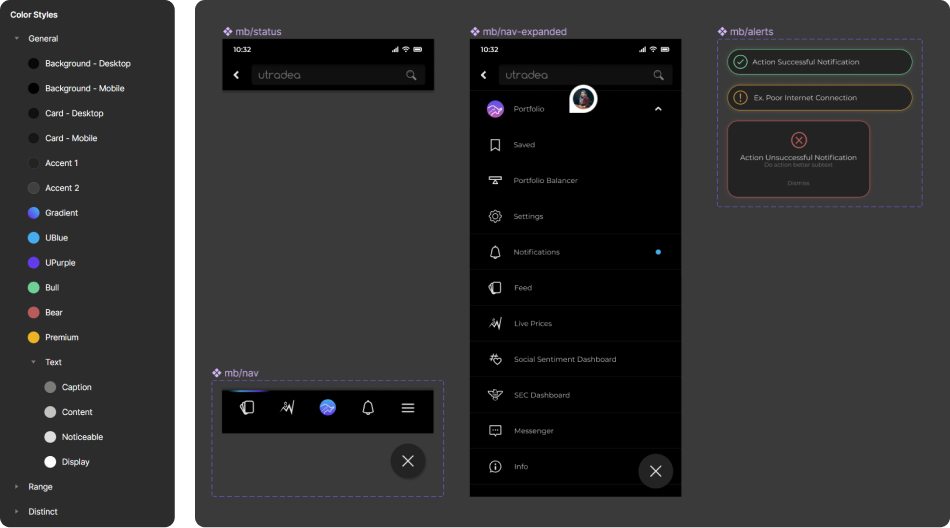 Color Styles
General
Background - Desktop
Background - Mobile
Card - Desktop
Card - Mobile
Accent 1
Accent 2
Gradient
UBlue
UPurple
Bull
Bear
Premium
Text
Caption
Content
Noticeable
Display
Range
Distinct
mb/status
10:32
utradea
mb/nav
mb/nav-expanded
10:32
utradea
Portfolio
Saved
Portfolio Balancer
Settings
Notifications
Feed
Live Prices
Social Sentiment Dashboard
SEC Dashboard
Messenger
Info
mb/alerts
Action Successful Notification
Ex. Poor Internet Connection
Action Unsuccessful Notification
Do action better subtext
Dismiss